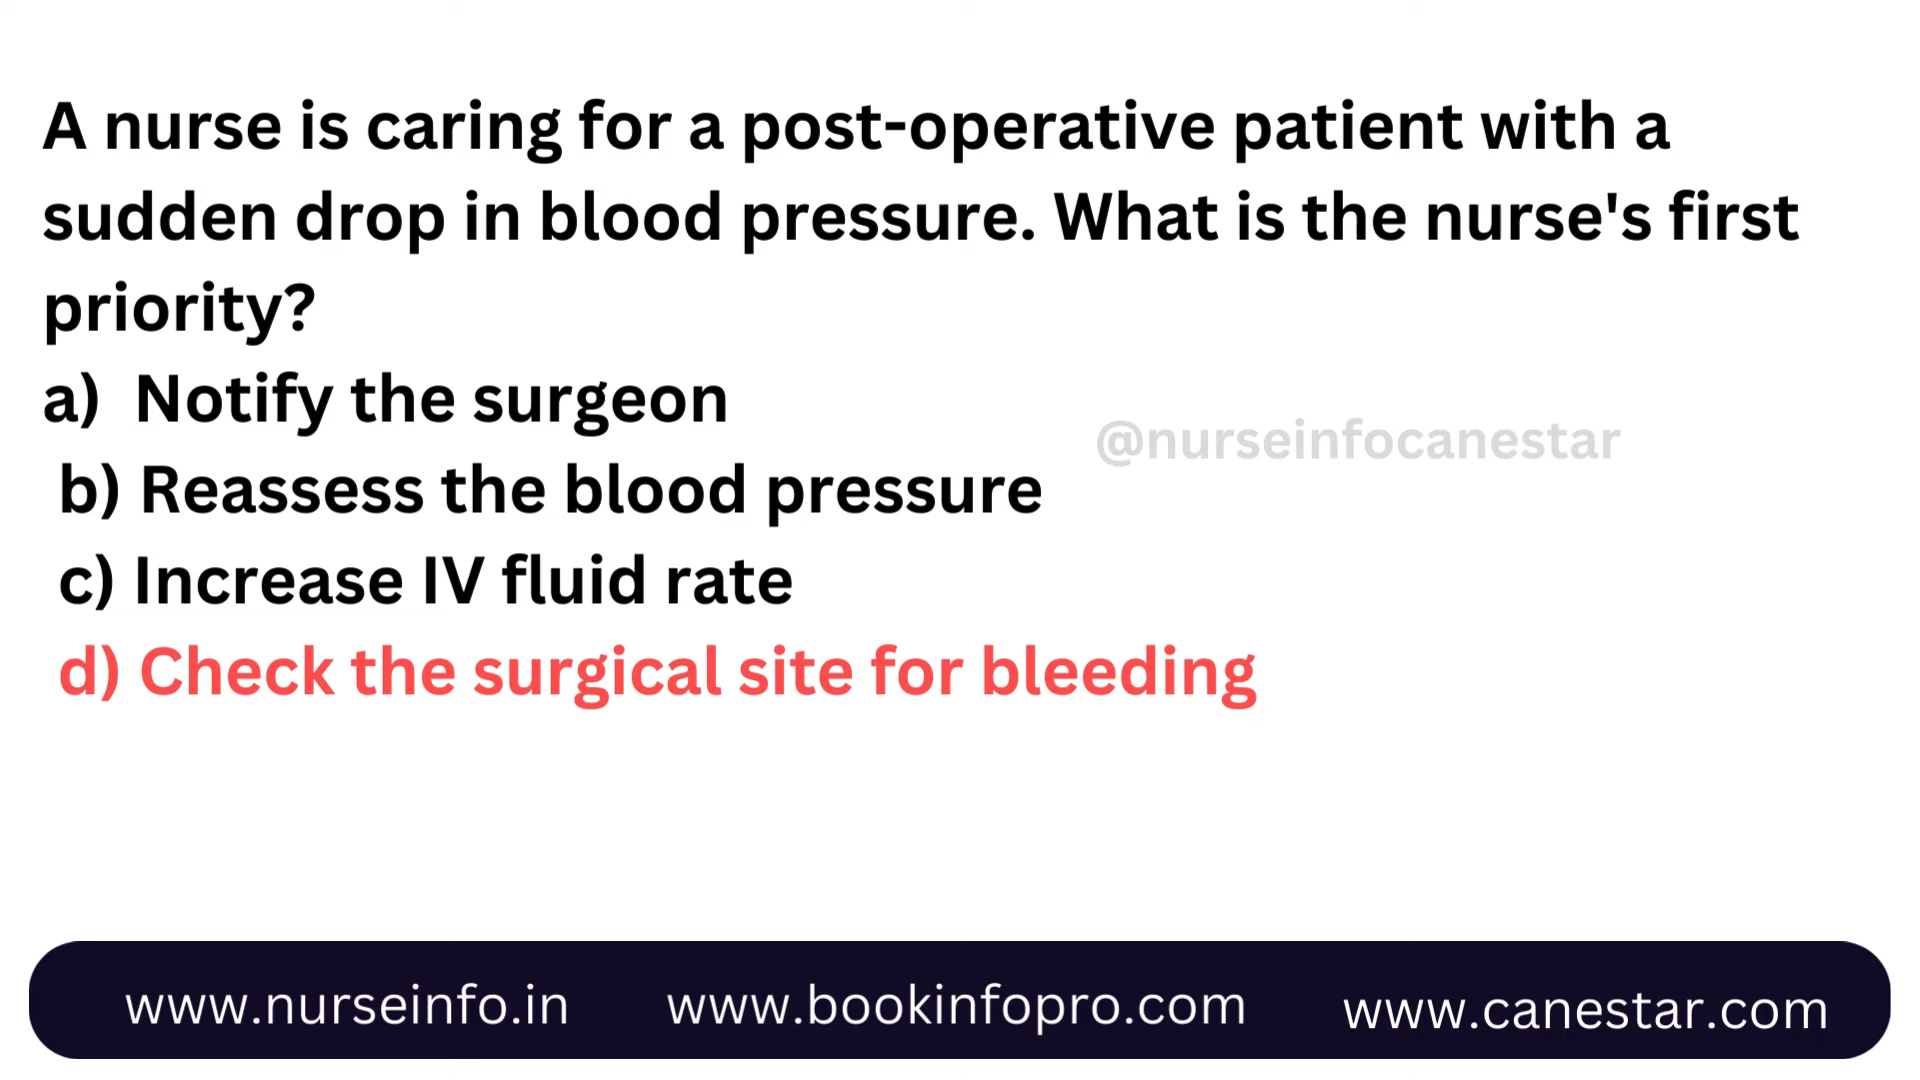 A nurse is caring for a post-operative patient with a
sudden drop in blood pressure. What is the nurse's first
priority?
a) Notify the surgeon
@nurseinfocanestar
b) Reassess the blood pressure
c) Increase IV fluid rate
d) Check the surgical site for bleeding
www.nurseinfo.in www.bookinfopro.com www.canestar.com